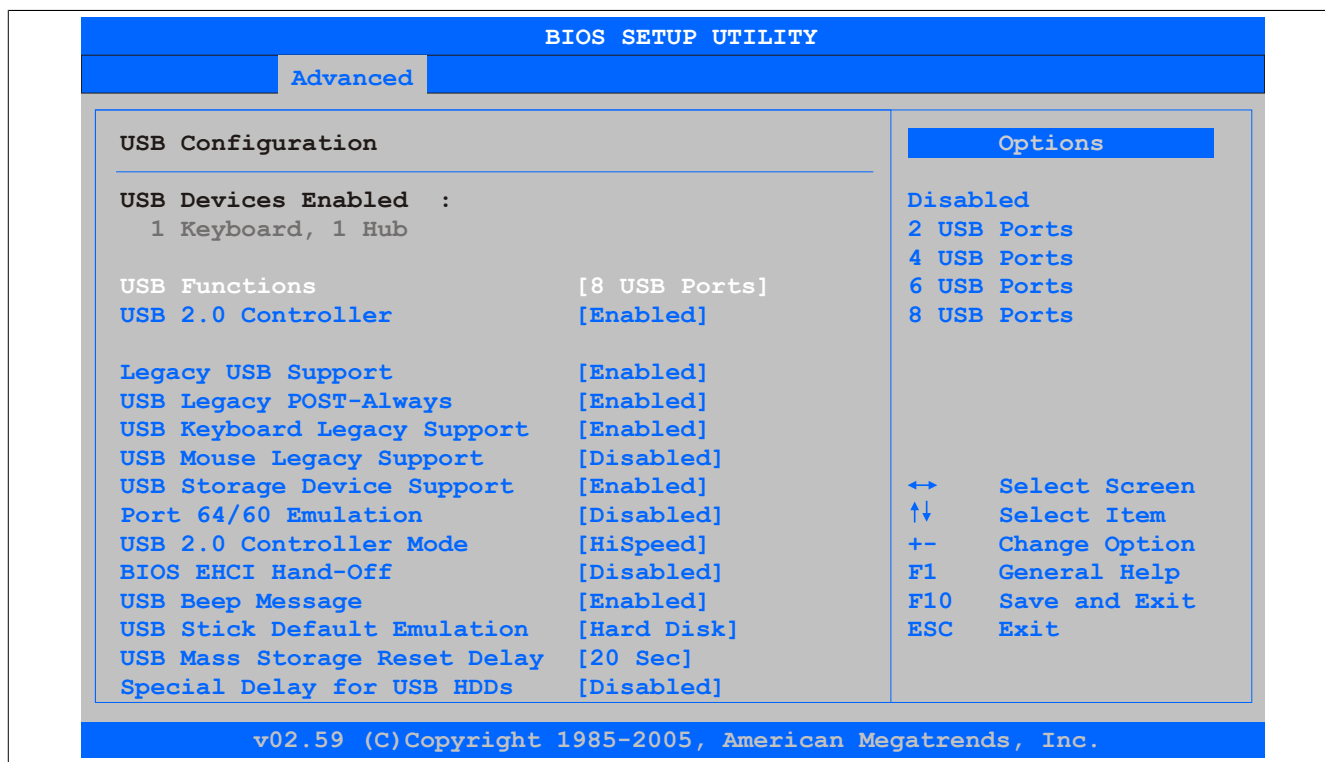 BIOS SETUP UTILITY
Advanced
USB Configuration
USB Devices Enabled :
1 Keyboard, 1 Hub
USB Functions [8 USB Ports]
USB 2.0 Controller [Enabled]
Legacy USB Support [Enabled]
USB Legacy POST-Always [Enabled]
USB Keyboard Legacy Support [Enabled]
USB Mouse Legacy Support [Disabled]
USB Storage Device Support [Enabled]
Port 64/60 Emulation [Disabled]
USB 2.0 Controller Mode [HiSpeed]
BIOS EHCI Hand-Off [Disabled]
USB Beep Message [Enabled]
USB Stick Default Emulation [Hard Disk]
USB Mass Storage Reset Delay [20 Sec]
Special Delay for USB HDDs [Disabled]
Options
Disabled
2 USB Ports
4 USB Ports
6 USB Ports
8 USB Ports
↔ Select Screen
↑↓ Select Item
+- Change Option
F1 General Help
F10 Save and Exit
ESC Exit
v02.59 (C)Copyright 1985-2005, American Megatrends, Inc.